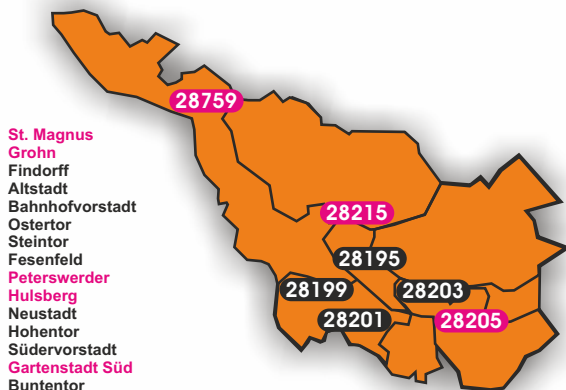 28759
St. Magnus
Grohn
Findorff
Altstadt
Bahnhofvorstadt
Ostertor
Steintor
Fesenfeld
Peterswerder
Hulsberg
Neustadt
Hohentor
Südervorstadt
Gartenstadt Süd
Buntentor
28215
28195
28199
28203
28201
28205